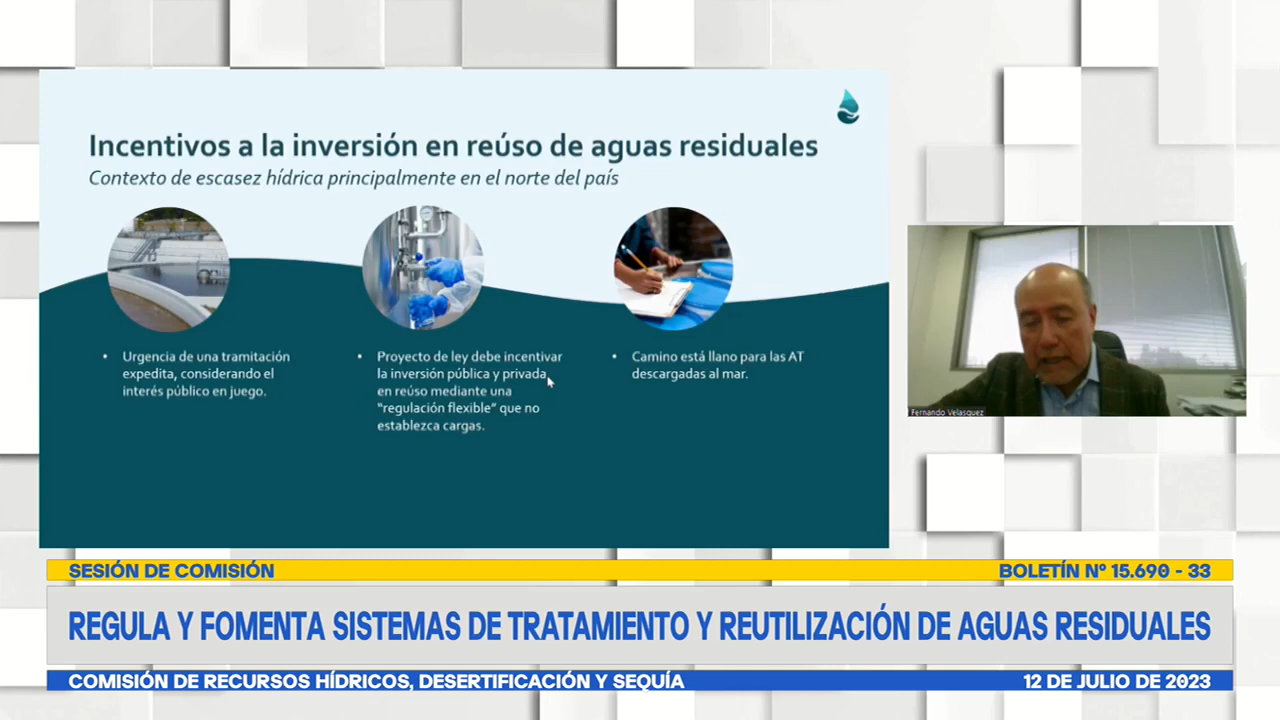 Incentivos a la inversión en reúso de aguas residuales
Contexto de escasez hídrica principalmente en el norte del país
• Urgencia de una tramitación
expedita, considerando el
interés público en juego.
• Proyecto de ley debe incentivar
la inversión pública y privada
en reúso mediante una
“regulación flexible” que no
establezca cargas.
• Camino está llano para las AT
descargadas al mar.
Fernando Velasquez
SESIÓN DE COMISIÓN
BOLETÍN Nº 15.690 - 33
REGULA Y FOMENTA SISTEMAS DE TRATAMIENTO Y REUTILIZACIÓN DE AGUAS RESIDUALES
COMISIÓN DE RECURSOS HÍDRICOS, DESERTIFICACIÓN Y SEQUÍA
12 DE JULIO DE 2023